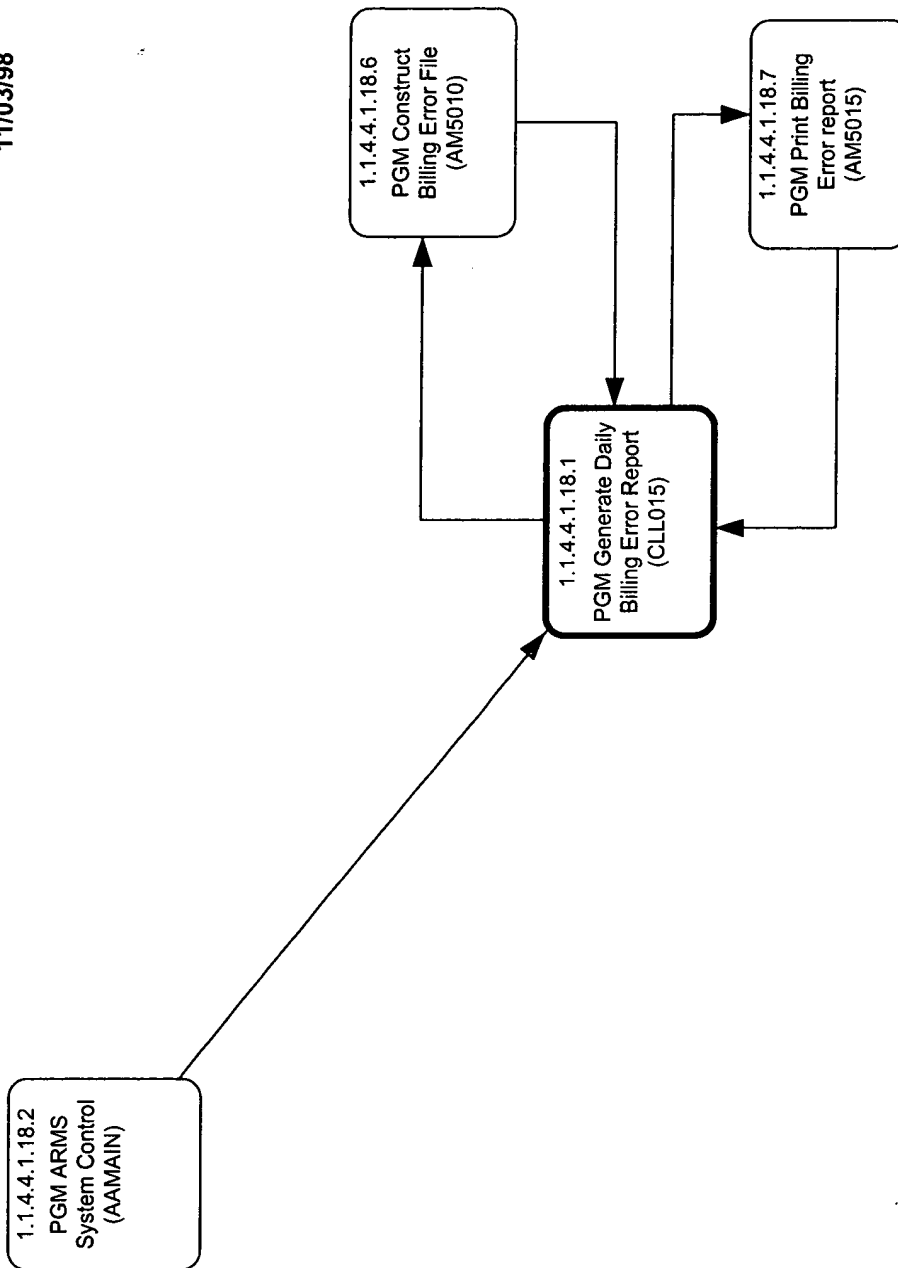 11/03/98
1.1.4.4.1.18.6
PGM Construct
Billing Error File
(AM5010)
1.1.4.4.1.18.7
PGM Print Billing
Error report
(AM5015)
1.1.4.4.1.18.1
PGM Generate Daily
Billing Error Report
(CLL015)
1.1.4.4.1.18.2
PGM ARMS
System Control
(AAMAIN)